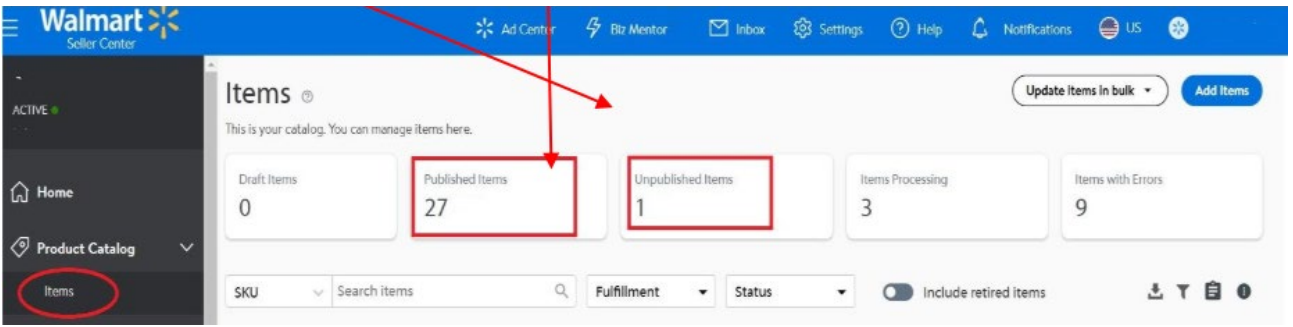 Walmart
Seller Center
Ad Center
Biz Mentor
Inbox
Settings
Help
Notifications
US
ACTIVE
Home
Product Catalog
Items
Items
This is your catalog. You can manage items here.
Update items in bulk
Add Items
Draft Items
0
Published Items
27
Unpublished Items
1
Items Processing
3
Items with Errors
9
SKU
Search items
Fulfillment
Status
Include retired items